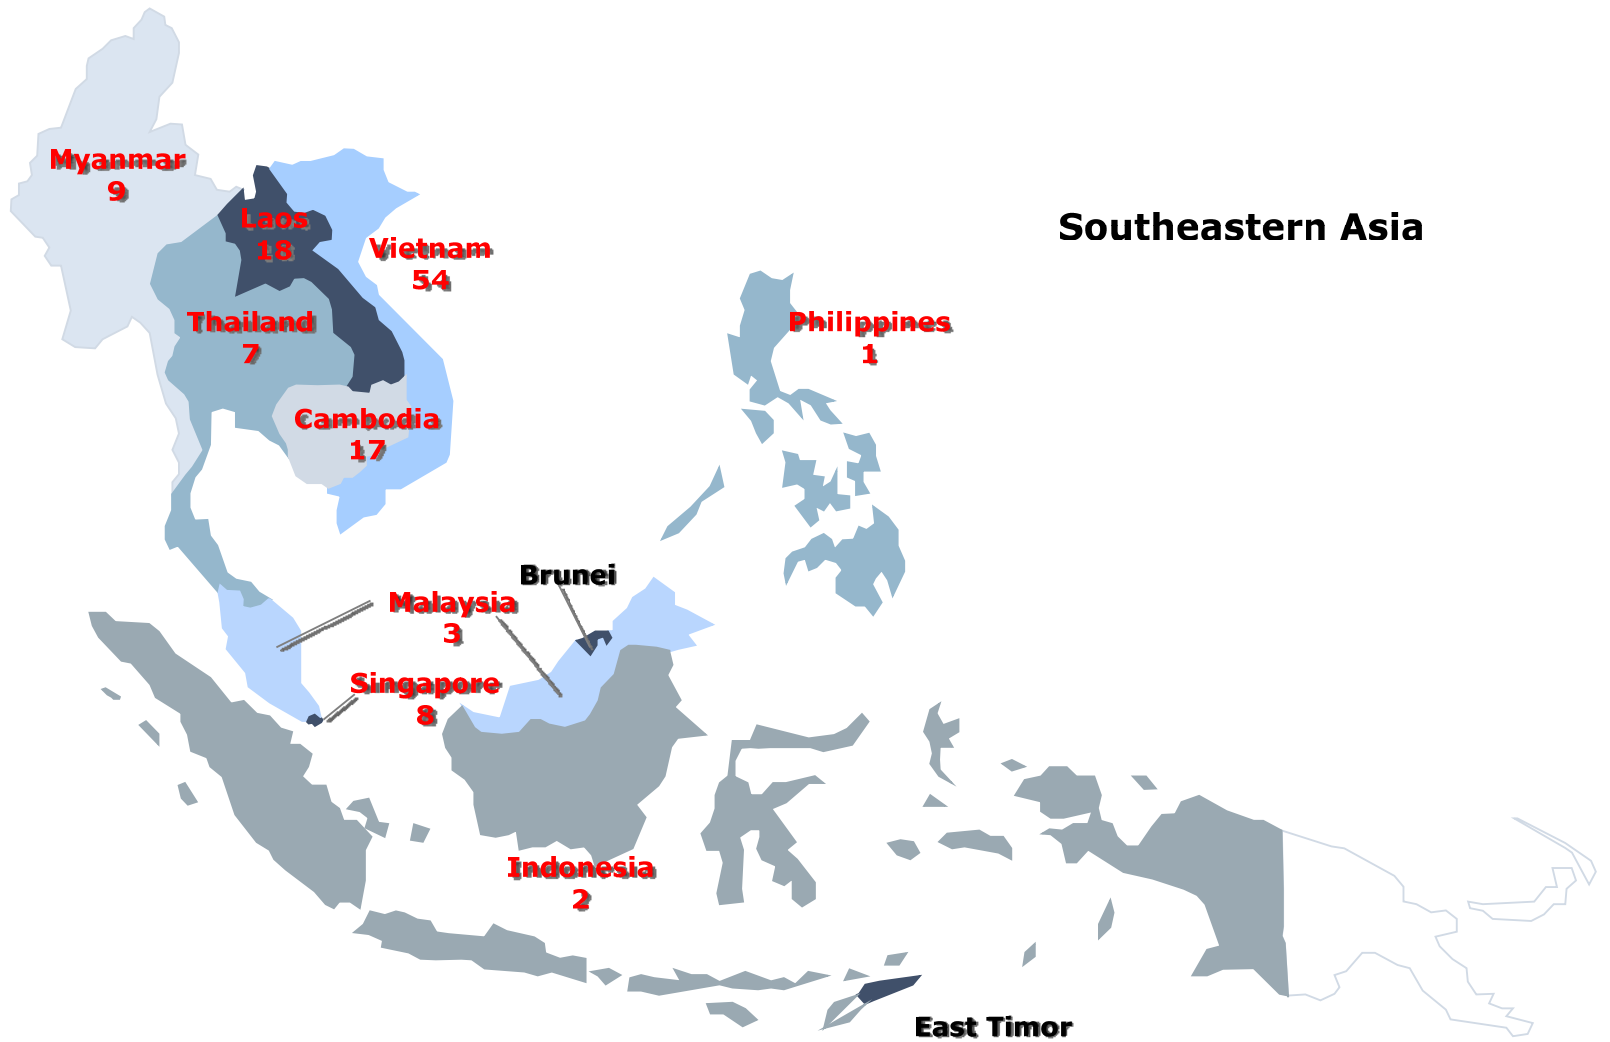 Myanmar
9
Laos
18
Vietnam
54
Southeastern Asia
Thailand
7
Philippines
1
Cambodia
17
Brunei
Malaysia
3
Singapore
8
Indonesia
2
East Timor